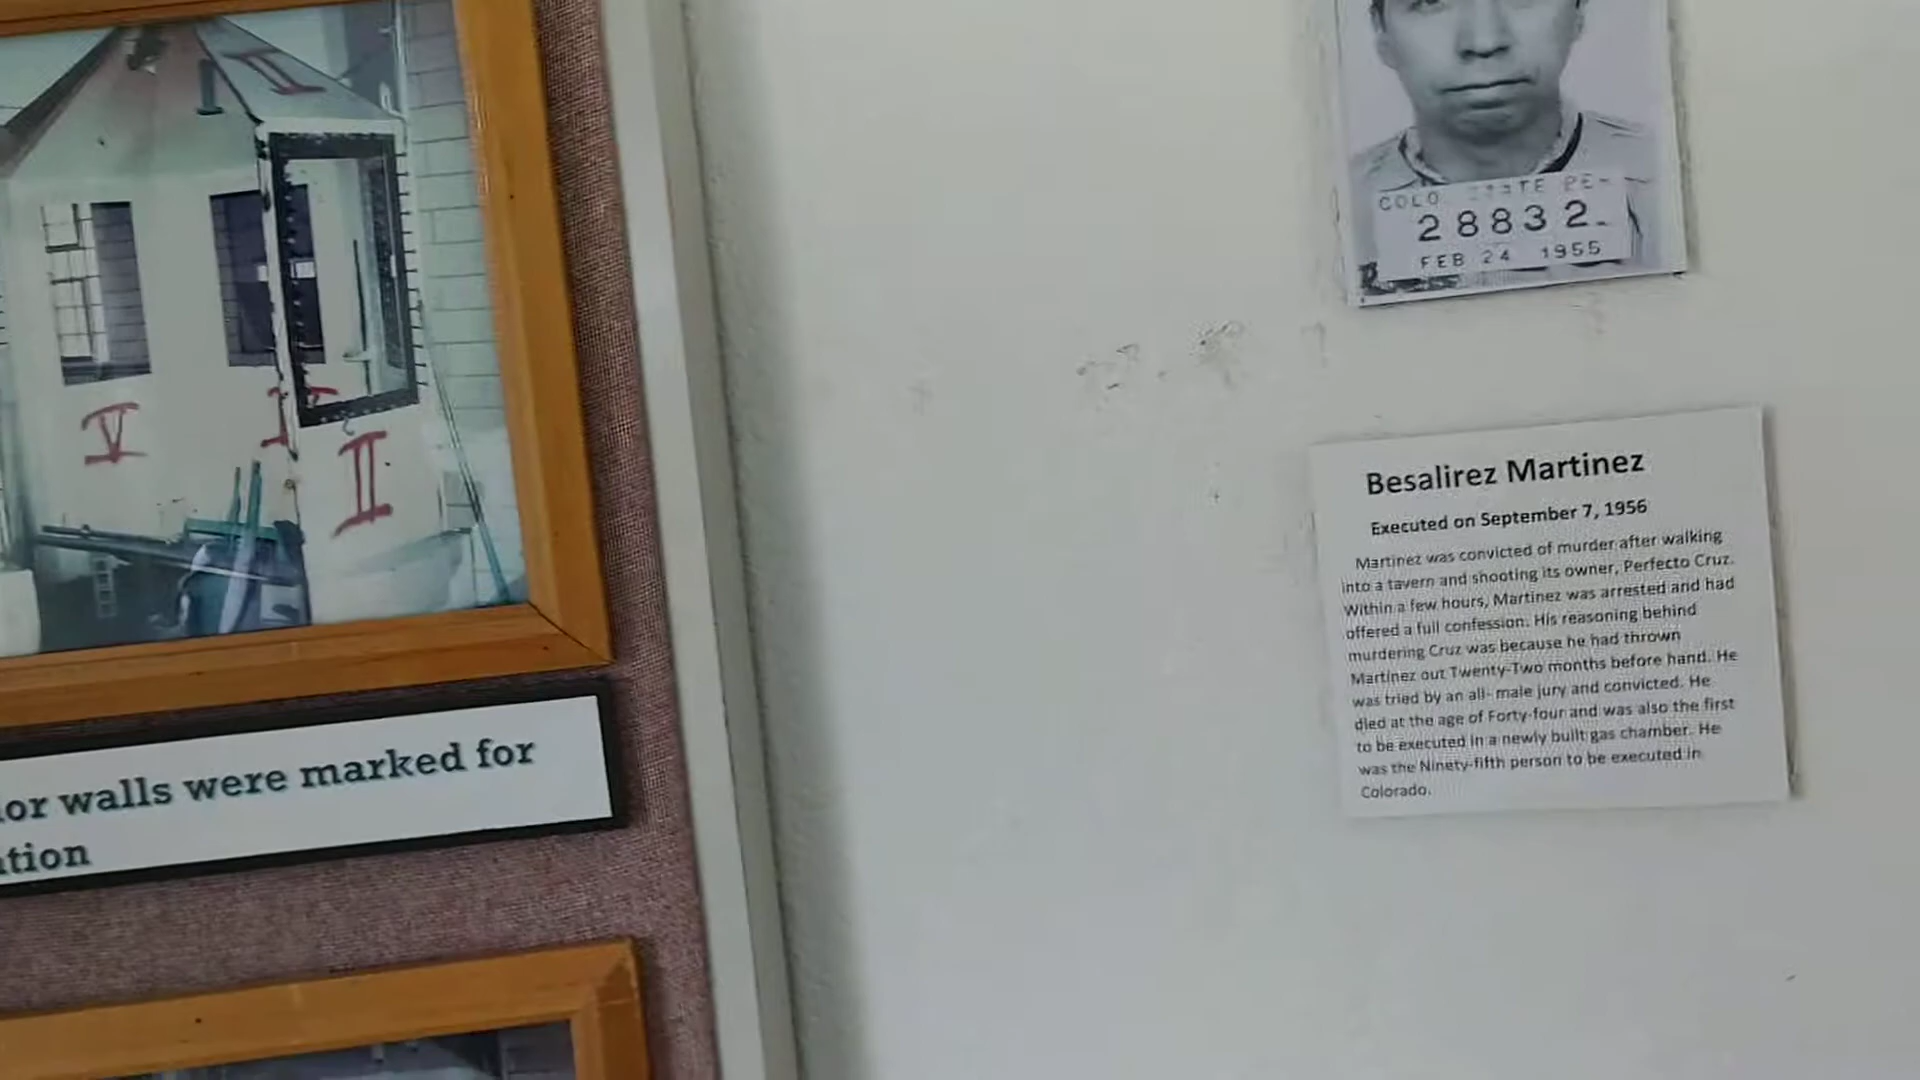 II
V
II
or walls were marked for
ation
COLO. STATE PE
28832
FEB 24 1955
Besalirez Martinez
Executed on September 7, 1956
Martinez was convicted of murder after walking
into a tavern and shooting its owner, Perfecto Cruz.
Within a few hours, Martinez was arrested and had
offered a full confession. His reasoning behind
murdering Cruz was because he had thrown
Martinez out Twenty-Two months before hand. He
was tried by an all- male jury and convicted. He
died at the age of Forty-four and was also the first
to be executed in a newly built gas chamber. He
was the Ninety-fifth person to be executed in
Colorado.